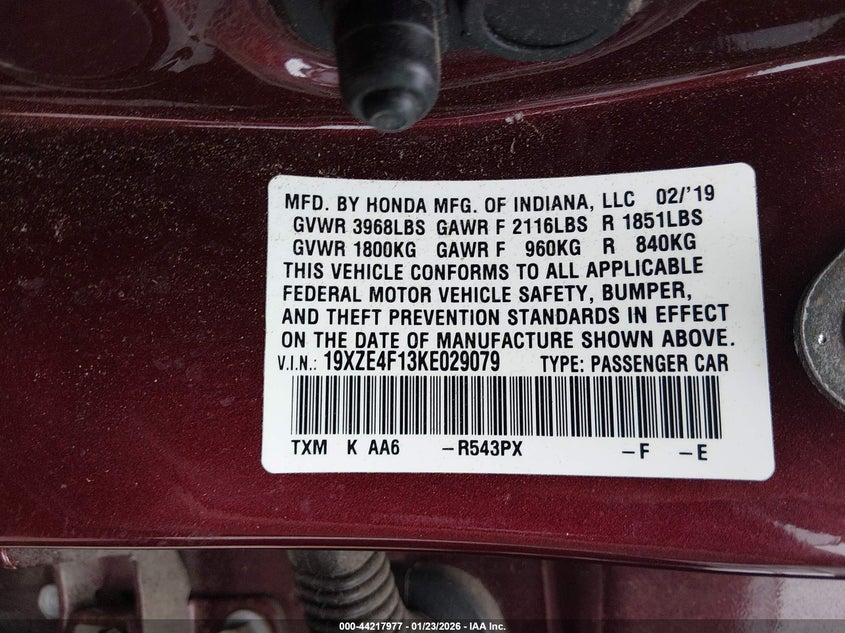 MFD. BY HONDA MFG. OF INDIANA, LLC 02/'19
GVWR 3968LBS GAWR F 2116LBS R 1851LBS
GVWR 1800KG GAWR F 960KG R 840KG
THIS VEHICLE CONFORMS TO ALL APPLICABLE
FEDERAL MOTOR VEHICLE SAFETY, BUMPER,
AND THEFT PREVENTION STANDARDS IN EFFECT
ON THE DATE OF MANUFACTURE SHOWN ABOVE.
V.I.N.: 19XZE4F13KE029079 TYPE: PASSENGER CAR
TXM K AA6 -R543PX -F -E
000-44217977 - 01/23/2026 - IAA Inc.